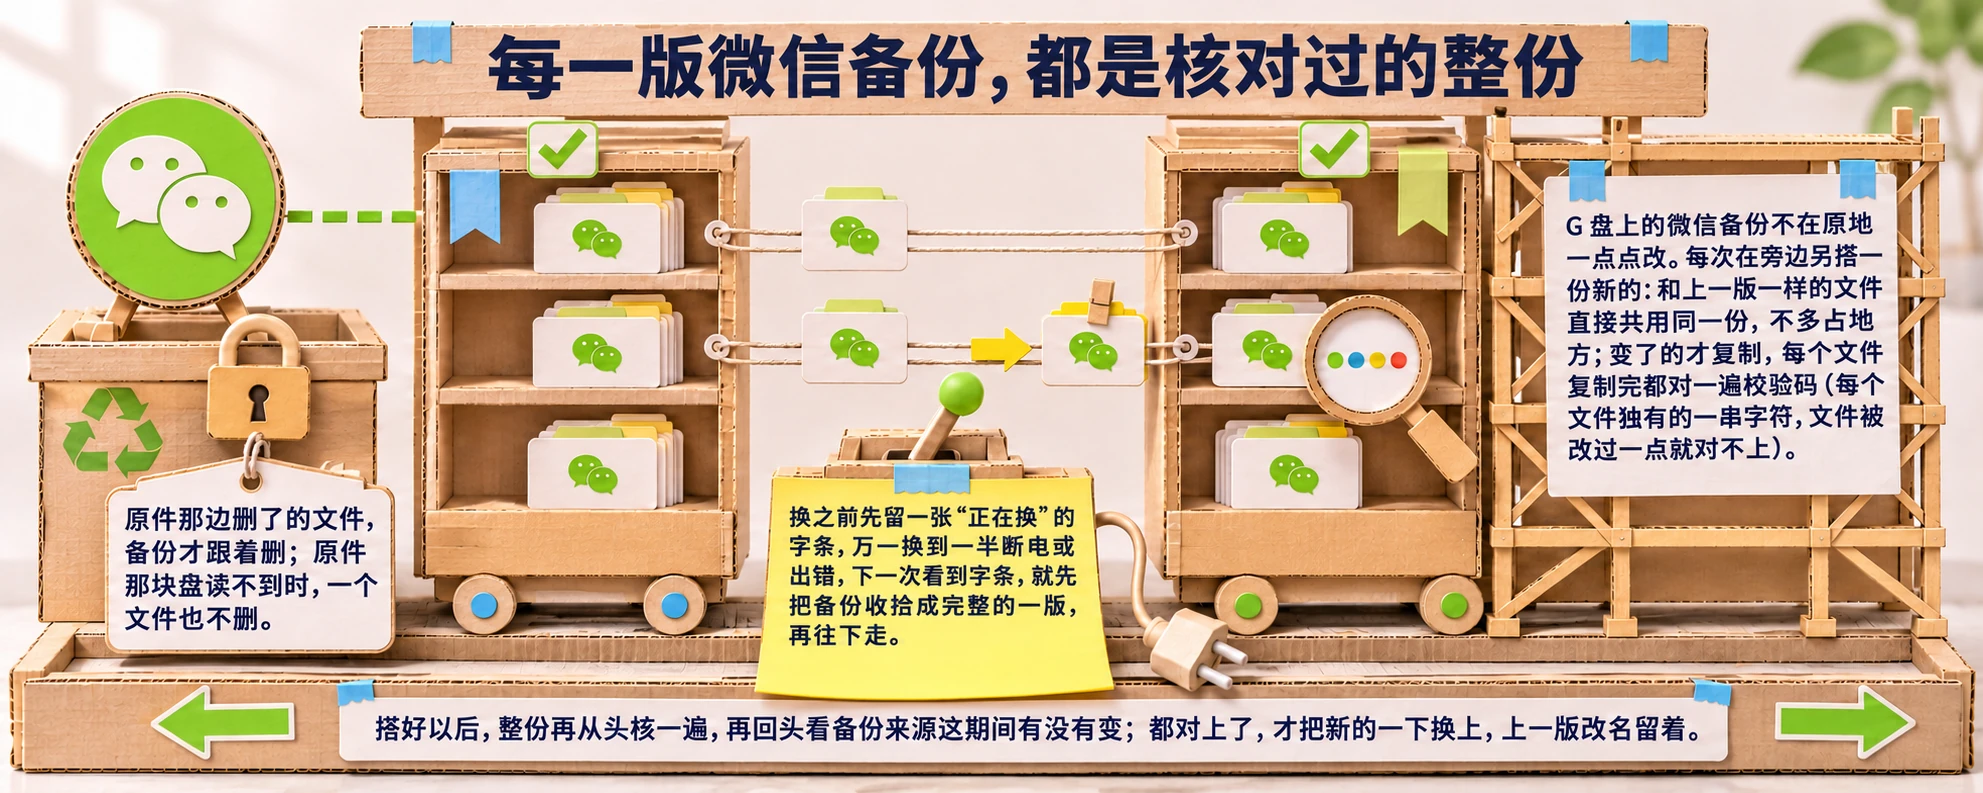 每一版微信备份，都是核对过的整份
G 盘上的微信备份不在原地
一点点改。每次在旁边另搭一
份新的：和上一版一样的文件
直接共用同一份，不多占地
方；变了的才复制，每个文件
复制完都对一遍校验码（每个
文件独有的一串字符，文件被
改过一点就对不上）。
原件那边删了的文件，
备份才跟着删；原件
那块盘读不到时，一个
文件也不删。
换之前先留一张“正在换”的
字条，万一换到一半断电或
出错，下一次看到字条，就先
把备份收拾成完整的一版，
再往下走。
搭好以后，整份再从头核一遍，再回头看备份来源这期间有没有变；都对上了，才把新的一下换上，上一版改名留着。